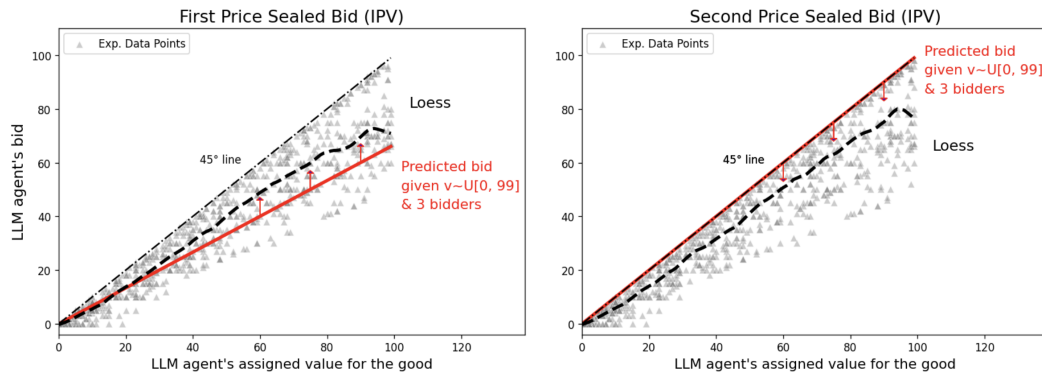 First Price Sealed Bid (IPV)
Exp. Data Points
Loess
45° line
Predicted bid
given v~U[0, 99]
& 3 bidders
LLM agent's bid
100
80
60
40
20
0
0 20 40 60 80 100 120
LLM agent's assigned value for the good
Second Price Sealed Bid (IPV)
Exp. Data Points
Predicted bid
given v~U[0, 99]
& 3 bidders
45° line
Loess
100
80
60
40
20
0
0 20 40 60 80 100 120
LLM agent's assigned value for the good